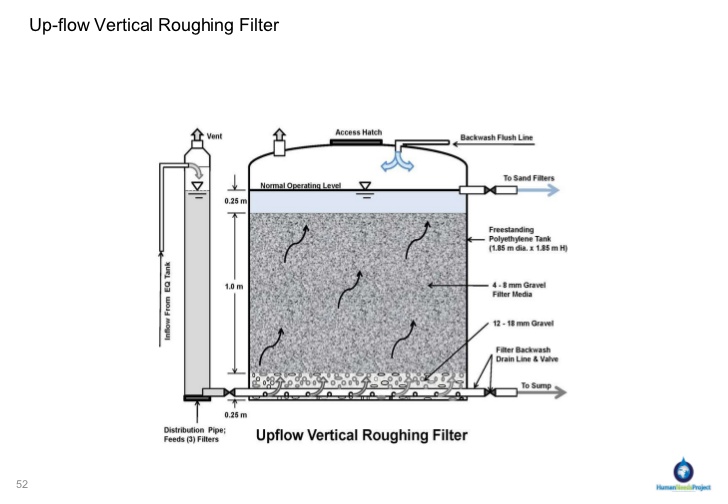 Up-flow Vertical Roughing Filter
Vent
Access Hatch
Backwash Flush Line
Normal Operating Level
To Sand Filters
0.25 m
Freestanding
Polyethylene Tank
(1.85 m dia. x 1.85 m H)
Inflow From EQ Tank
1.0 m
4 - 8 mm Gravel
Filter Media
12 - 18 mm Gravel
Filter Backwash
Drain Line & Valve
To Sump
0.25 m
Distribution Pipe;
Feeds (3) Filters
Upflow Vertical Roughing Filter
52
HumanNeedsProject